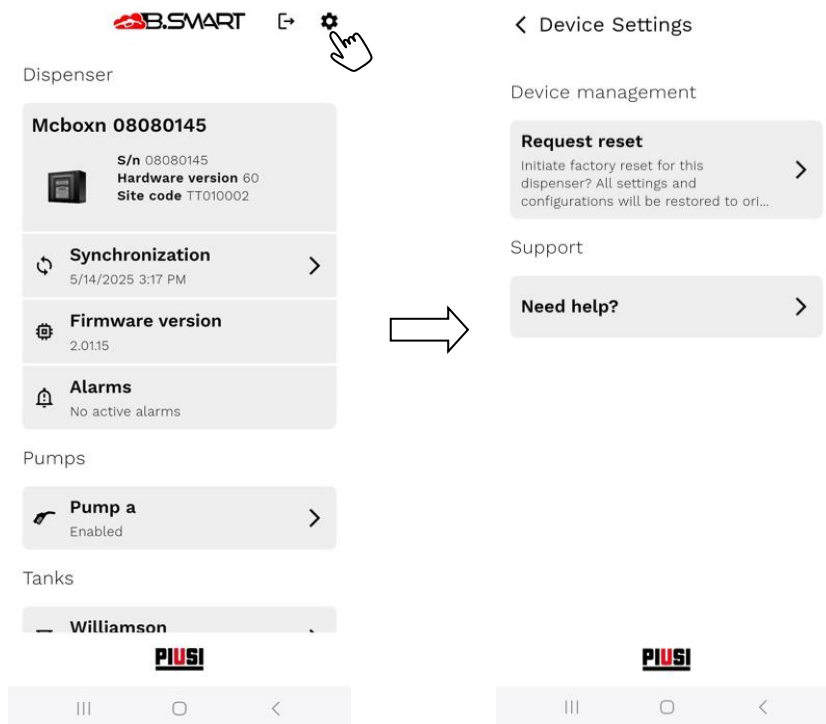 B.SMART
Dispenser
Mcboxn 08080145
S/n 08080145
Hardware version 60
Site code TT010002
Synchronization
5/14/2025 3:17 PM
Firmware version
2.01.15
Alarms
No active alarms
Pumps
Pump a
Enabled
Tanks
Williamson
PIUSI
Device Settings
Device management
Request reset
Initiate factory reset for this
dispenser? All settings and
configurations will be restored to ori...
Support
Need help?
PIUSI